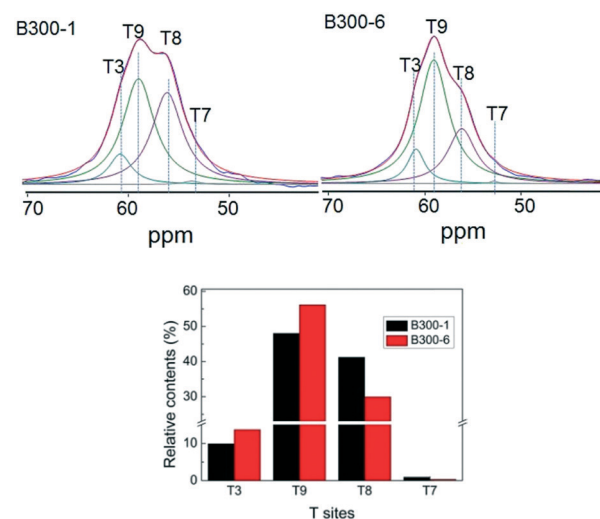 B300-1
T9
T8
T3
T7
70
60
50
ppm
B300-6
T9
T3
T8
T7
70
60
50
ppm
Relative contents (%)
60
50
40
30
10
0
B300-1
B300-6
T3
T9
T8
T7
T sites